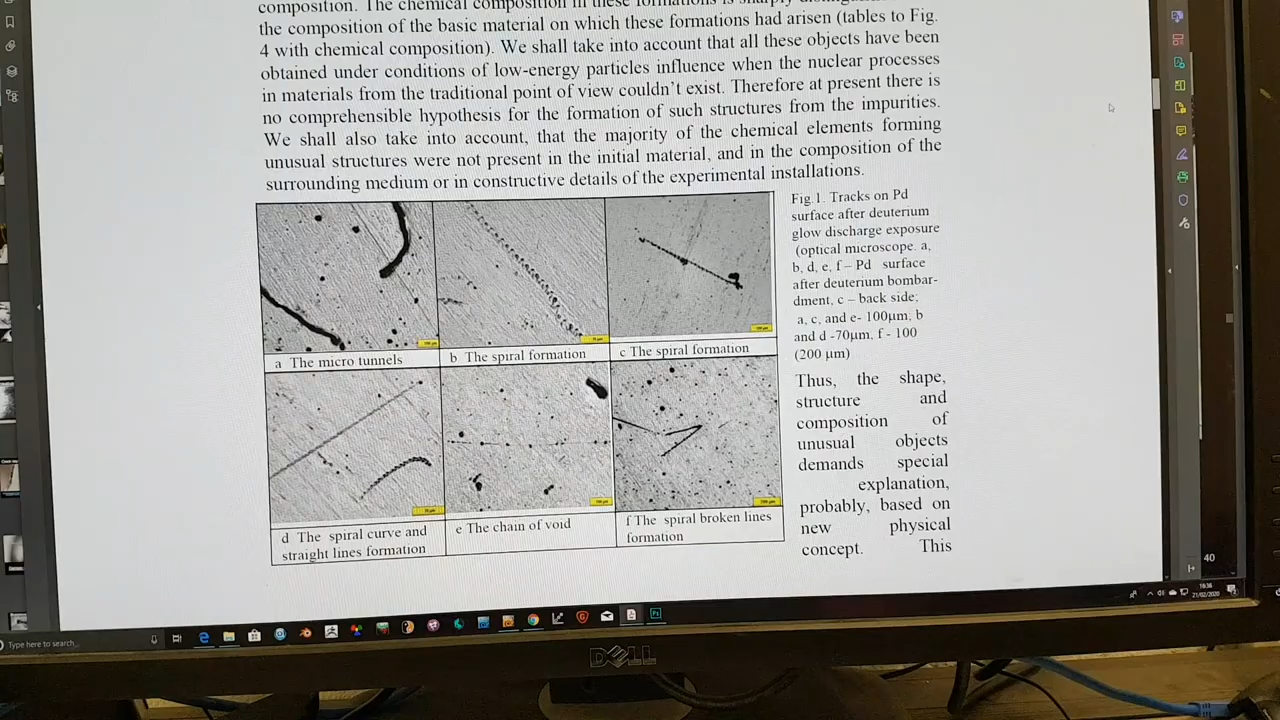 composition. The chemical composition in these formations is sharply
the composition of the basic material on which these formations had arisen (tables to Fig.
4 with chemical composition). We shall take into account that all these objects have been
obtained under conditions of low-energy particles influence when the nuclear processes
in materials from the traditional point of view couldn't exist. Therefore at present there is
no comprehensible hypothesis for the formation of such structures from the impurities.
We shall also take into account, that the majority of the chemical elements forming
unusual structures were not present in the initial material, and in the composition of the
surrounding medium or in constructive details of the experimental installations.
Fig.1. Tracks on Pd
surface after deuterium
glow discharge exposure
(optical microscope. a,
b, d, e, f – Pd surface
after deuterium bombar-
dment, c – back side;
a, c, and e- 100μm, b
and d -70μm, f - 100
(200 μm)
a The micro tunnels
b The spiral formation
c The spiral formation
d The spiral curve and
straight lines formation
e The chain of void
f The spiral broken lines
formation
Thus, the shape,
structure and
composition of
unusual objects
demands special
explanation,
probably, based on
new physical
concept. This
40
Type here to search
16:36
21/02/2020
DELL